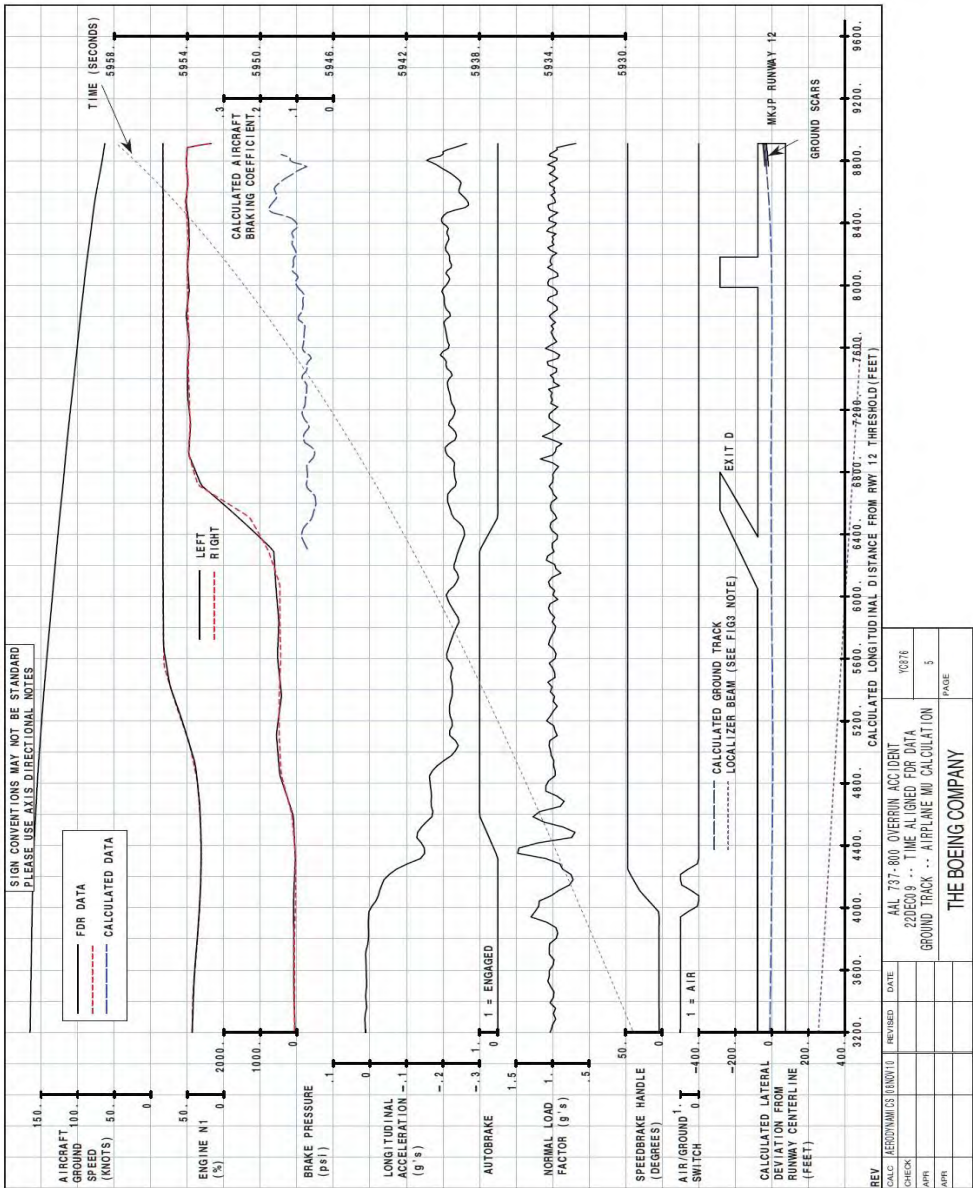 SIGN CONVENTIONS MAY NOT BE STANDARD
PLEASE USE AXIS DIRECTIONAL NOTES
FDR DATA
CALCULATED DATA
AIRCRAFT
GROUND
SPEED
(KNOTS)
150.
100.
50.
0
ENGINE N1
(%)
50.
0
LEFT
RIGHT
BRAKE PRESSURE
(psi)
2000.
1000.
0
LONGITUDINAL
ACCELERATION
(g's)
.1
0
-.1
-.2
-.3
AUTOBRAKE
1
0
1 = ENGAGED
NORMAL LOAD
FACTOR (g's)
1.5
1.
.5
SPEEDBRAKE HANDLE
(DEGREES)
50
0
AIR/GROUND
SWITCH
1.
0
1 = AIR
CALCULATED LATERAL
DEVIATION FROM
RUNWAY CENTERLINE
(FEET)
-400.
-200.
0
200.
400.
CALCULATED GROUND TRACK
LOCALIZER BEAM (SEE FIG3 NOTE)
EXIT D
MKJP RUNWAY 12
GROUND SCARS
TIME (SECONDS)
5958.
5954.
5950.
5946.
5942.
5938.
5934.
5930.
CALCULATED AIRCRAFT
BRAKING COEFFICIENT
.3
.2
.1
0
3200. 3600. 4000. 4400. 4800. 5200. 5600. 6000. 6400. 6800. 7200. 7600. 8000. 8400. 8800. 9200. 9600.
CALCULATED LONGITUDINAL DISTANCE FROM RWY 12 THRESHOLD(FEET)
REV
CALC AERODYNAMICS 08NOV10 REVISED DATE
CHECK
APR
APR
AAL 737-800 OVERRUN ACCIDENT
22DEC09 -- TIME ALIGNED FDR DATA
GROUND TRACK -- AIRPLANE MU CALCULATION
THE BOEING COMPANY
YC876
5
PAGE